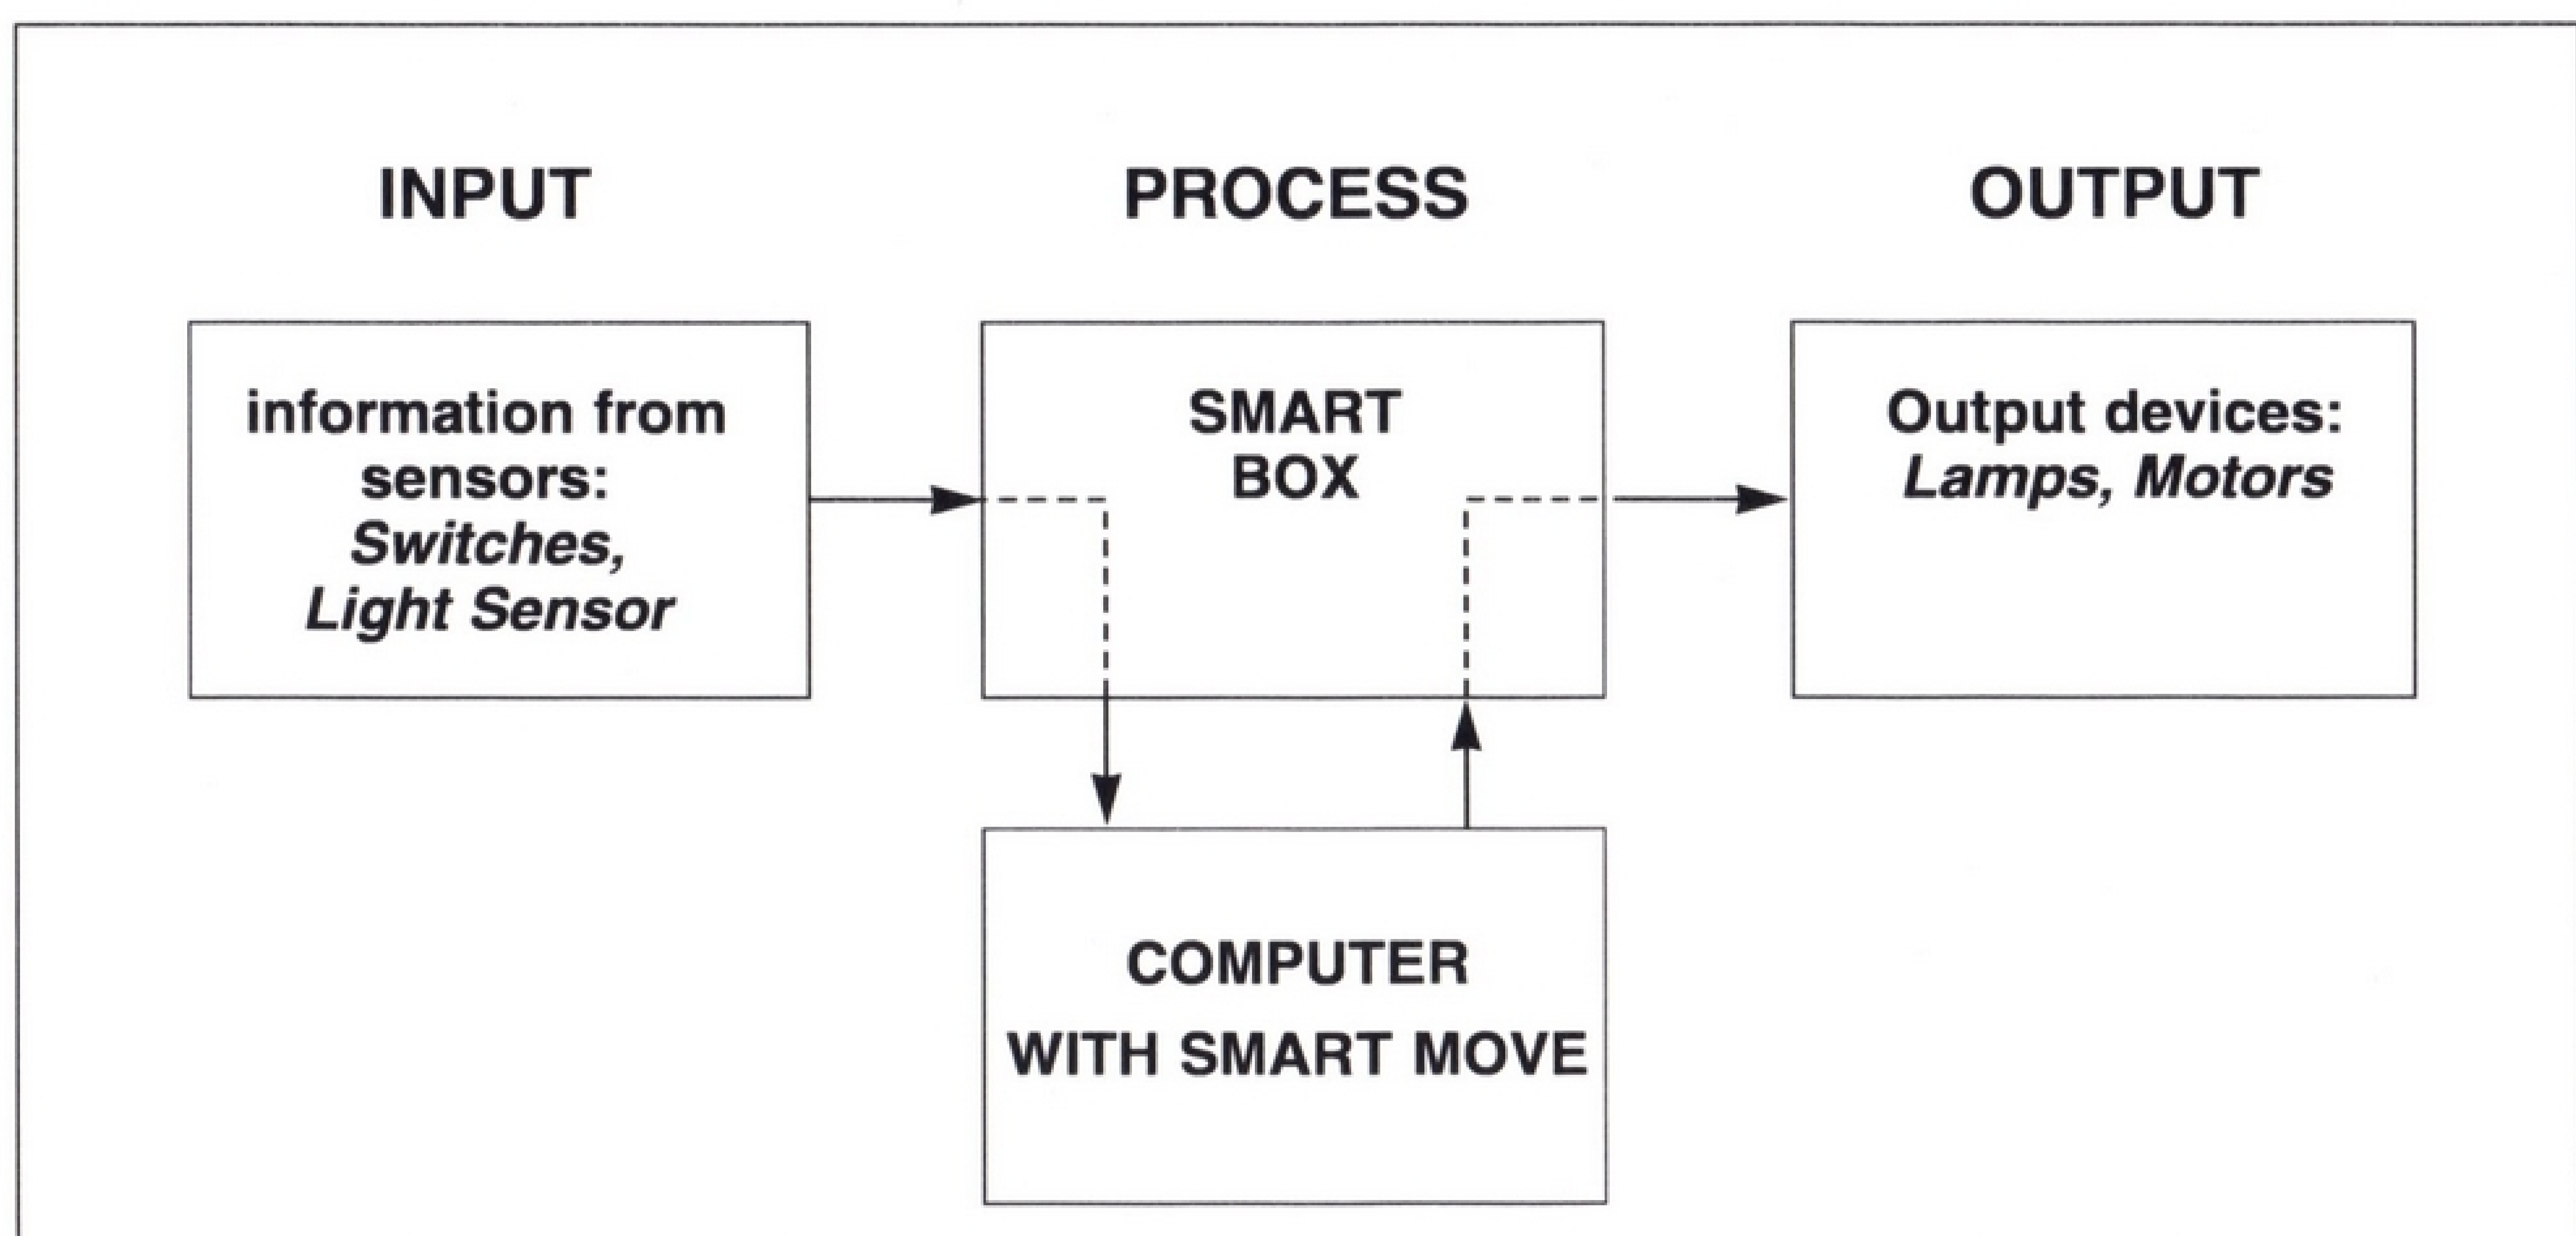 INPUT
PROCESS
OUTPUT
information from
sensors:
Switches,
Light Sensor
SMART
BOX
Output devices:
Lamps, Motors
COMPUTER
WITH SMART MOVE